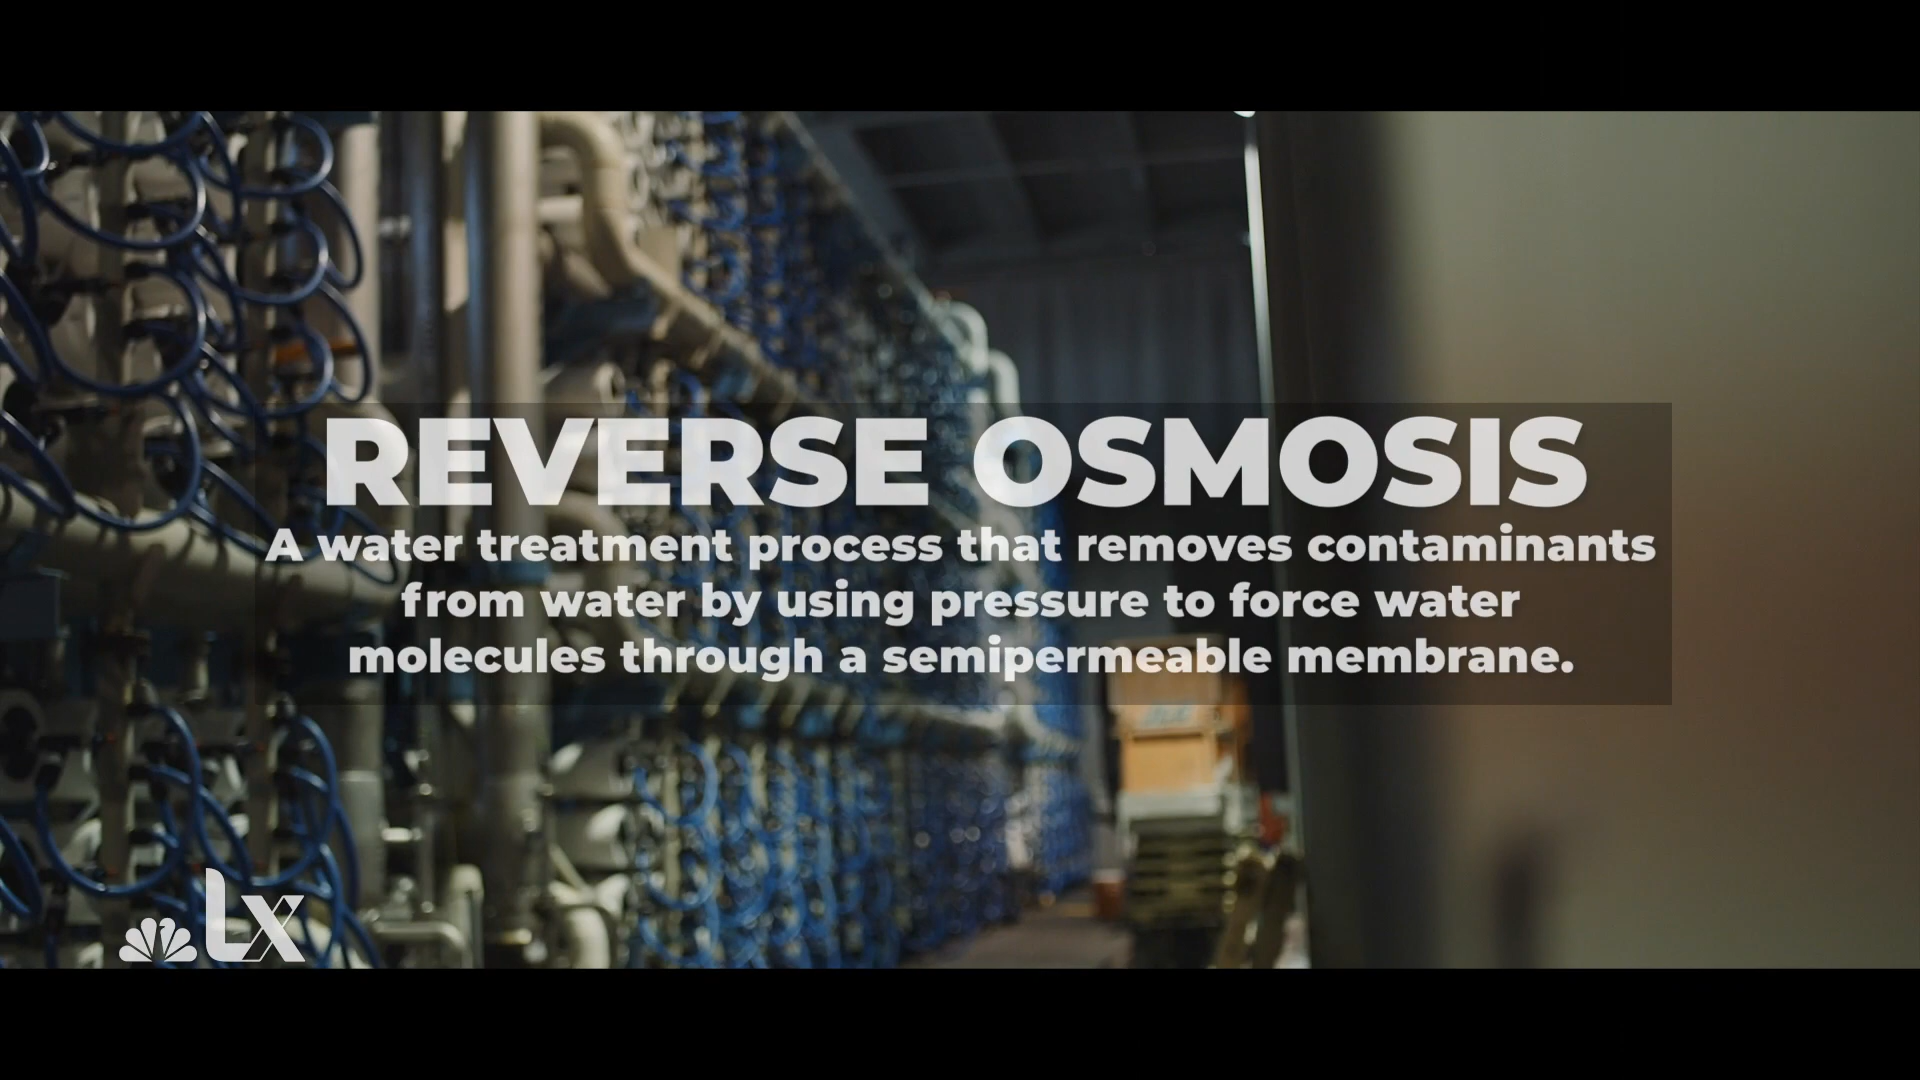 REVERSE OSMOSIS
A water treatment process that removes contaminants
from water by using pressure to force water
molecules through a semipermeable membrane.
LX